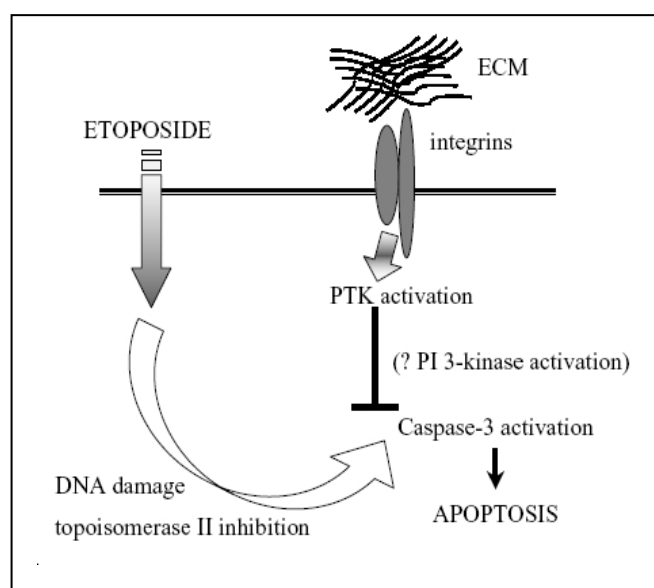 ECM
ETOPOSIDE
integrins
PTK activation
(? PI 3-kinase activation)
Caspase-3 activation
DNA damage
topoisomerase II inhibition
APOPTOSIS